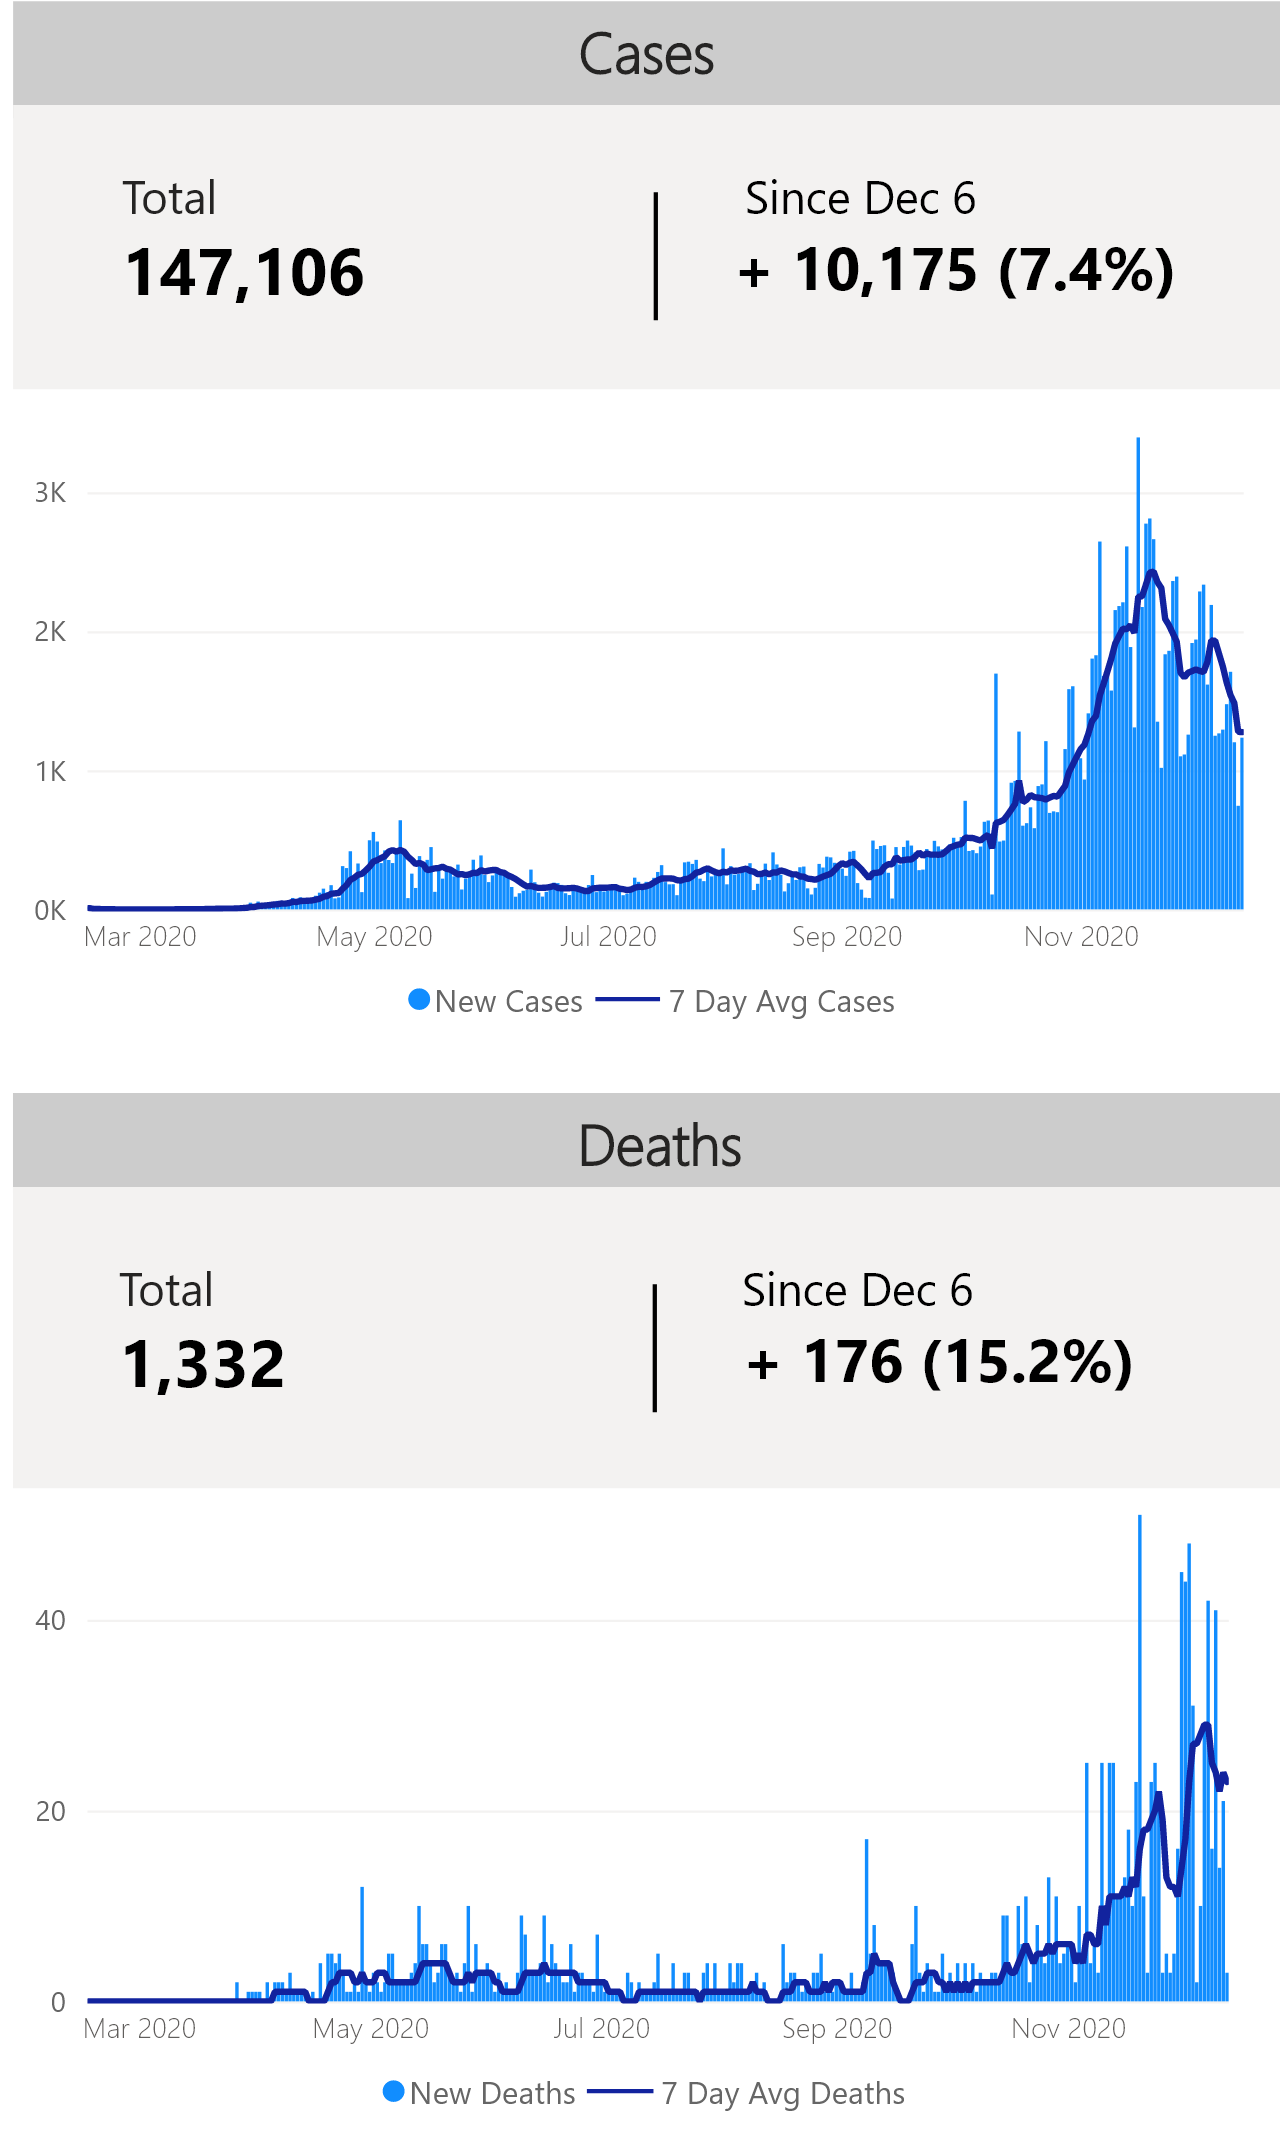 Cases
Total
147,106
Since Dec 6
+ 10,175 (7.4%)
3K
2K
1K
0K
Mar 2020 May 2020 Jul 2020 Sep 2020 Nov 2020
New Cases 7 Day Avg Cases
Deaths
Total
1,332
Since Dec 6
+ 176 (15.2%)
40
20
0
Mar 2020 May 2020 Jul 2020 Sep 2020 Nov 2020
New Deaths 7 Day Avg Deaths